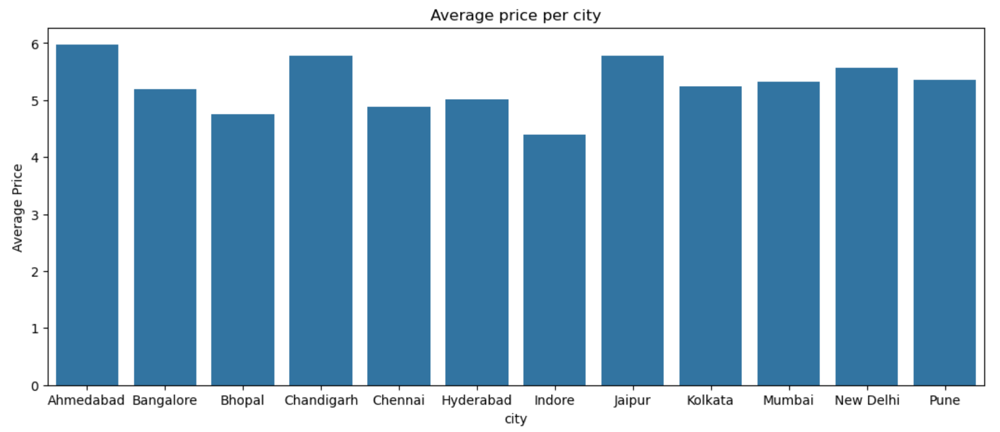 Average price per city
Average Price
6
5
4
3
2
1
0
Ahmedabad Bangalore Bhopal Chandigarh Chennai Hyderabad Indore Jaipur Kolkata Mumbai New Delhi Pune
city